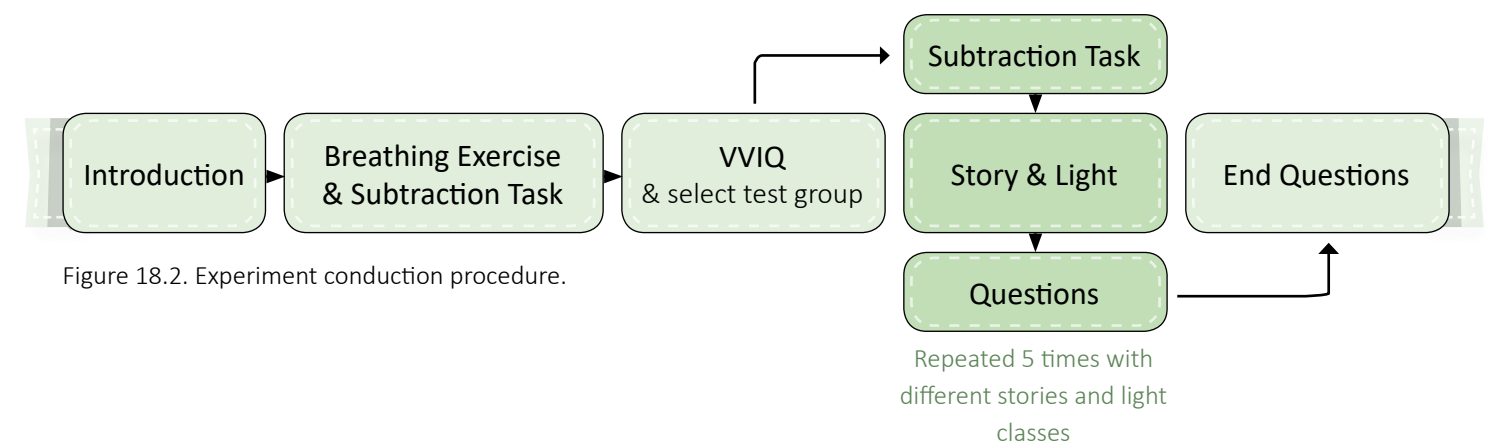 Introduction
Breathing Exercise
& Subtraction Task
VVIQ
& select test group
Subtraction Task
Story & Light
Questions
Repeated 5 times with
different stories and light
classes
End Questions
Figure 18.2. Experiment conduction procedure.